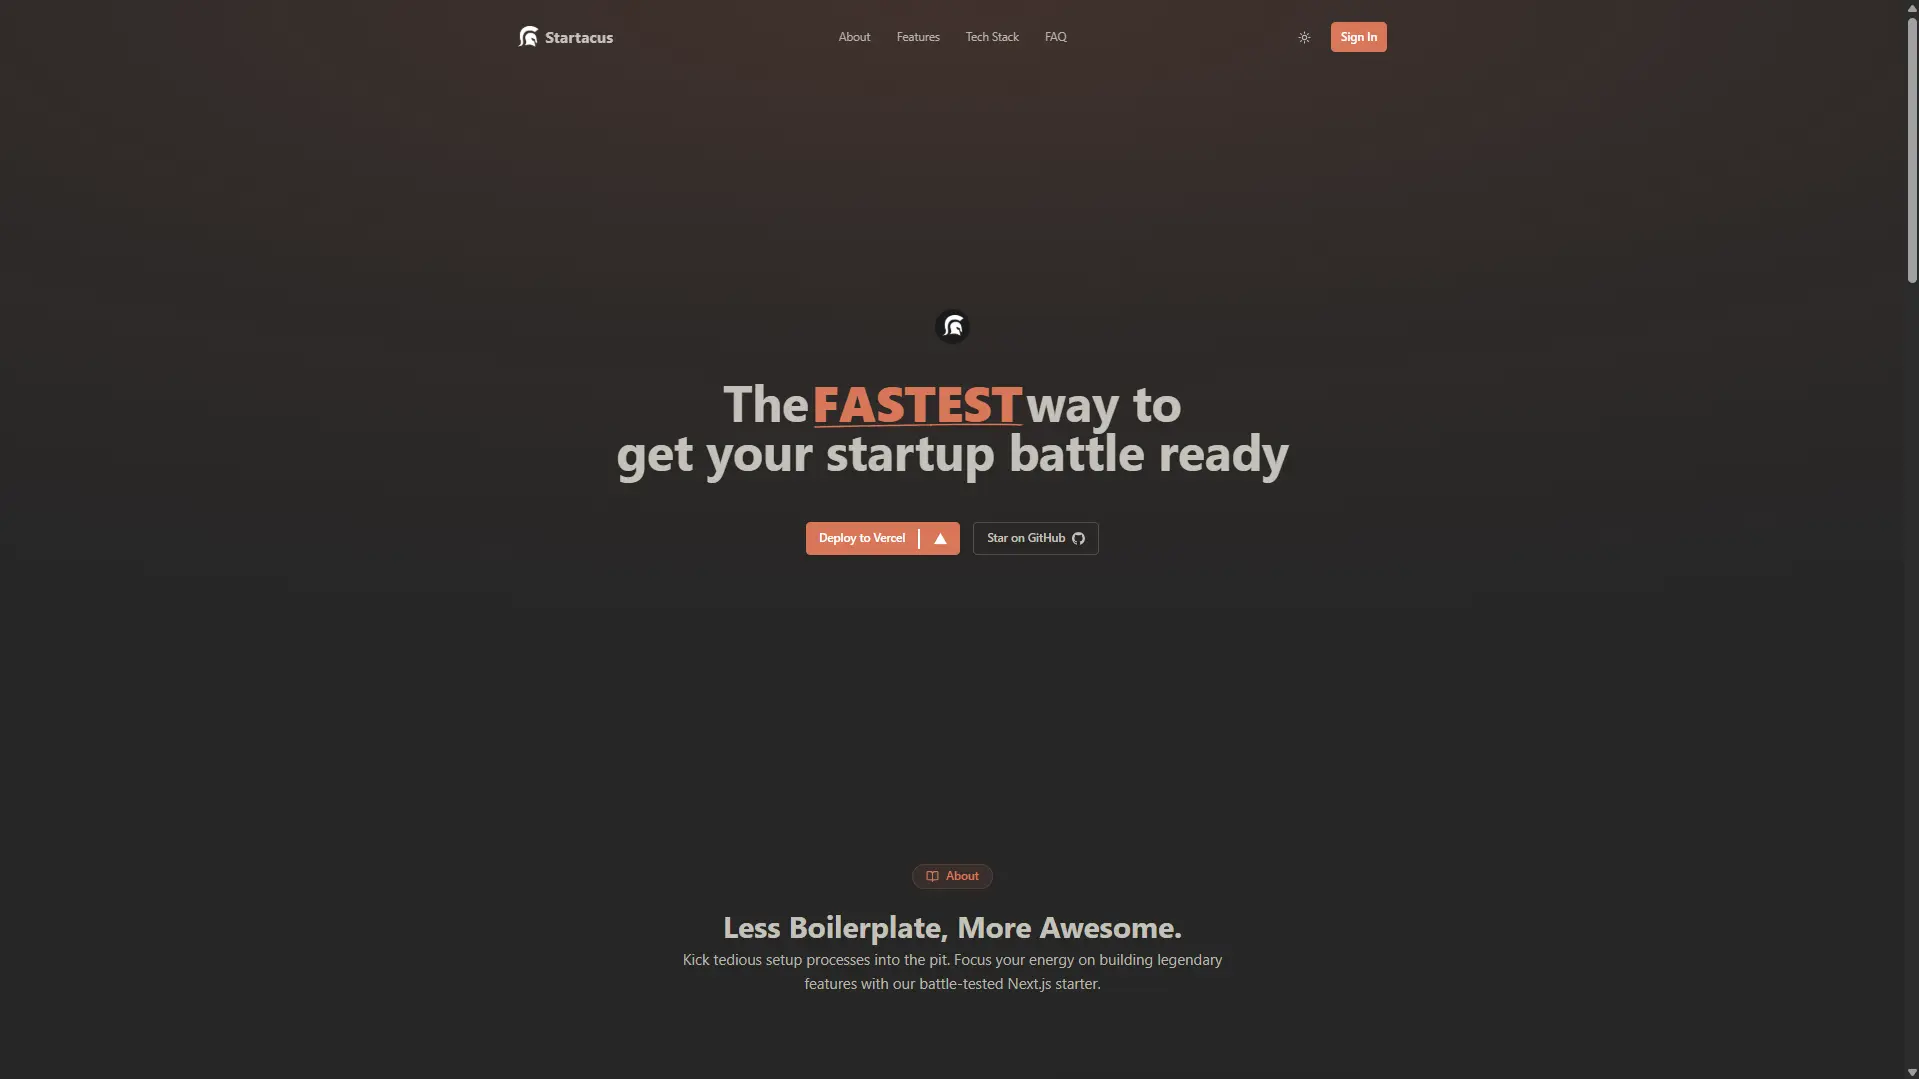 Startacus
About
Features
Tech Stack
FAQ
Sign In
The FASTEST way to
get your startup battle ready
Deploy to Vercel
Star on GitHub
About
Less Boilerplate, More Awesome.
Kick tedious setup processes into the pit. Focus your energy on building legendary
features with our battle-tested Next.js starter.